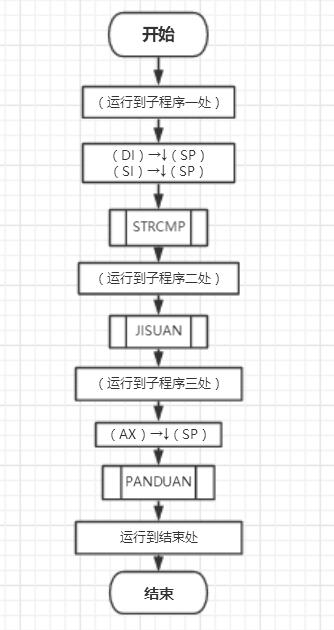 开始
（运行到子程序一处）
（DI）→↓（SP）
（SI）→↓（SP）
STRCMP
（运行到子程序二处）
JISUAN
（运行到子程序三处）
（AX）→↓（SP）
PANDUAN
运行到结束处
结束